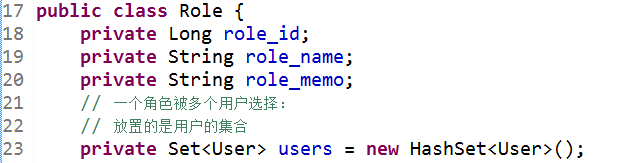 17 public class Role {
18     private Long role_id;
19     private String role_name;
20     private String role_memo;
21     // 一个角色被多个用户选择：
22     // 放置的是用户的集合
23     private Set<User> users = new HashSet<User>();